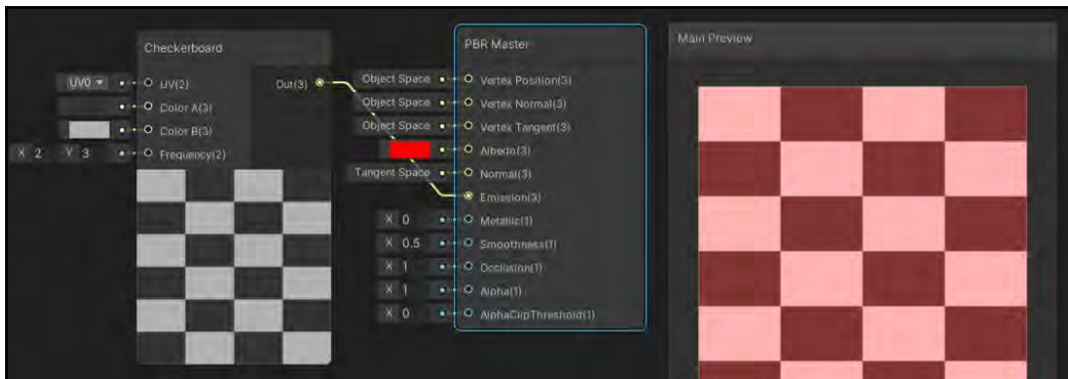 Checkerboard
UV0
UV(2)
Out(3)
Color A(3)
Color B(3)
X 2 Y 3
Frequency(2)
PBR Master
Object Space
Vertex Position(3)
Object Space
Vertex Normal(3)
Object Space
Vertex Tangent(3)
Albedo(3)
Tangent Space
Normal(3)
Emission(3)
X 0
Metallic(1)
X 0.5
Smoothness(1)
X 1
Occlusion(1)
X 1
Alpha(1)
X 0
AlphaClipThreshold(1)
Main Preview